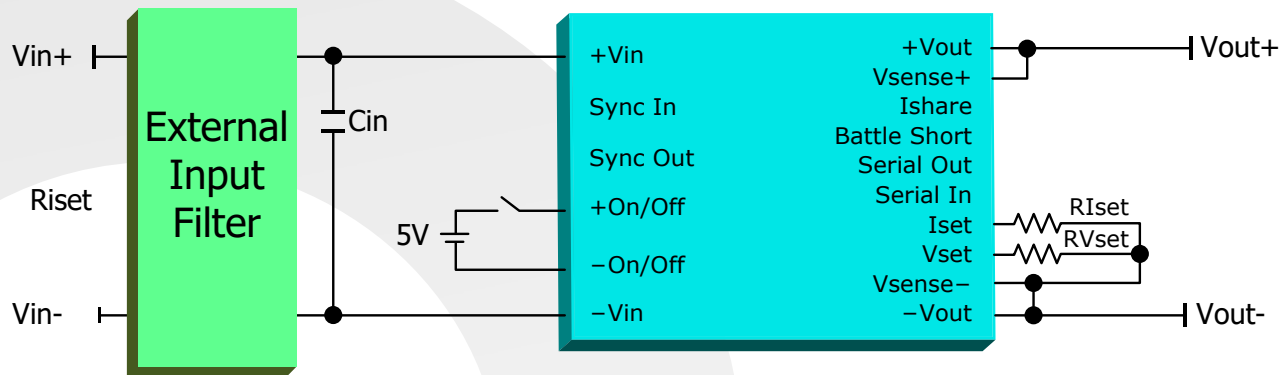 Vin+
Riset
Vin-
External
Input
Filter
Cin
5V
+Vin
Sync In
Sync Out
+On/Off
−On/Off
−Vin
+Vout
Vsense+
Ishare
Battle Short
Serial Out
Serial In
Iset
Vset
Vsense−
−Vout
RIset
RVset
Vout+
Vout-